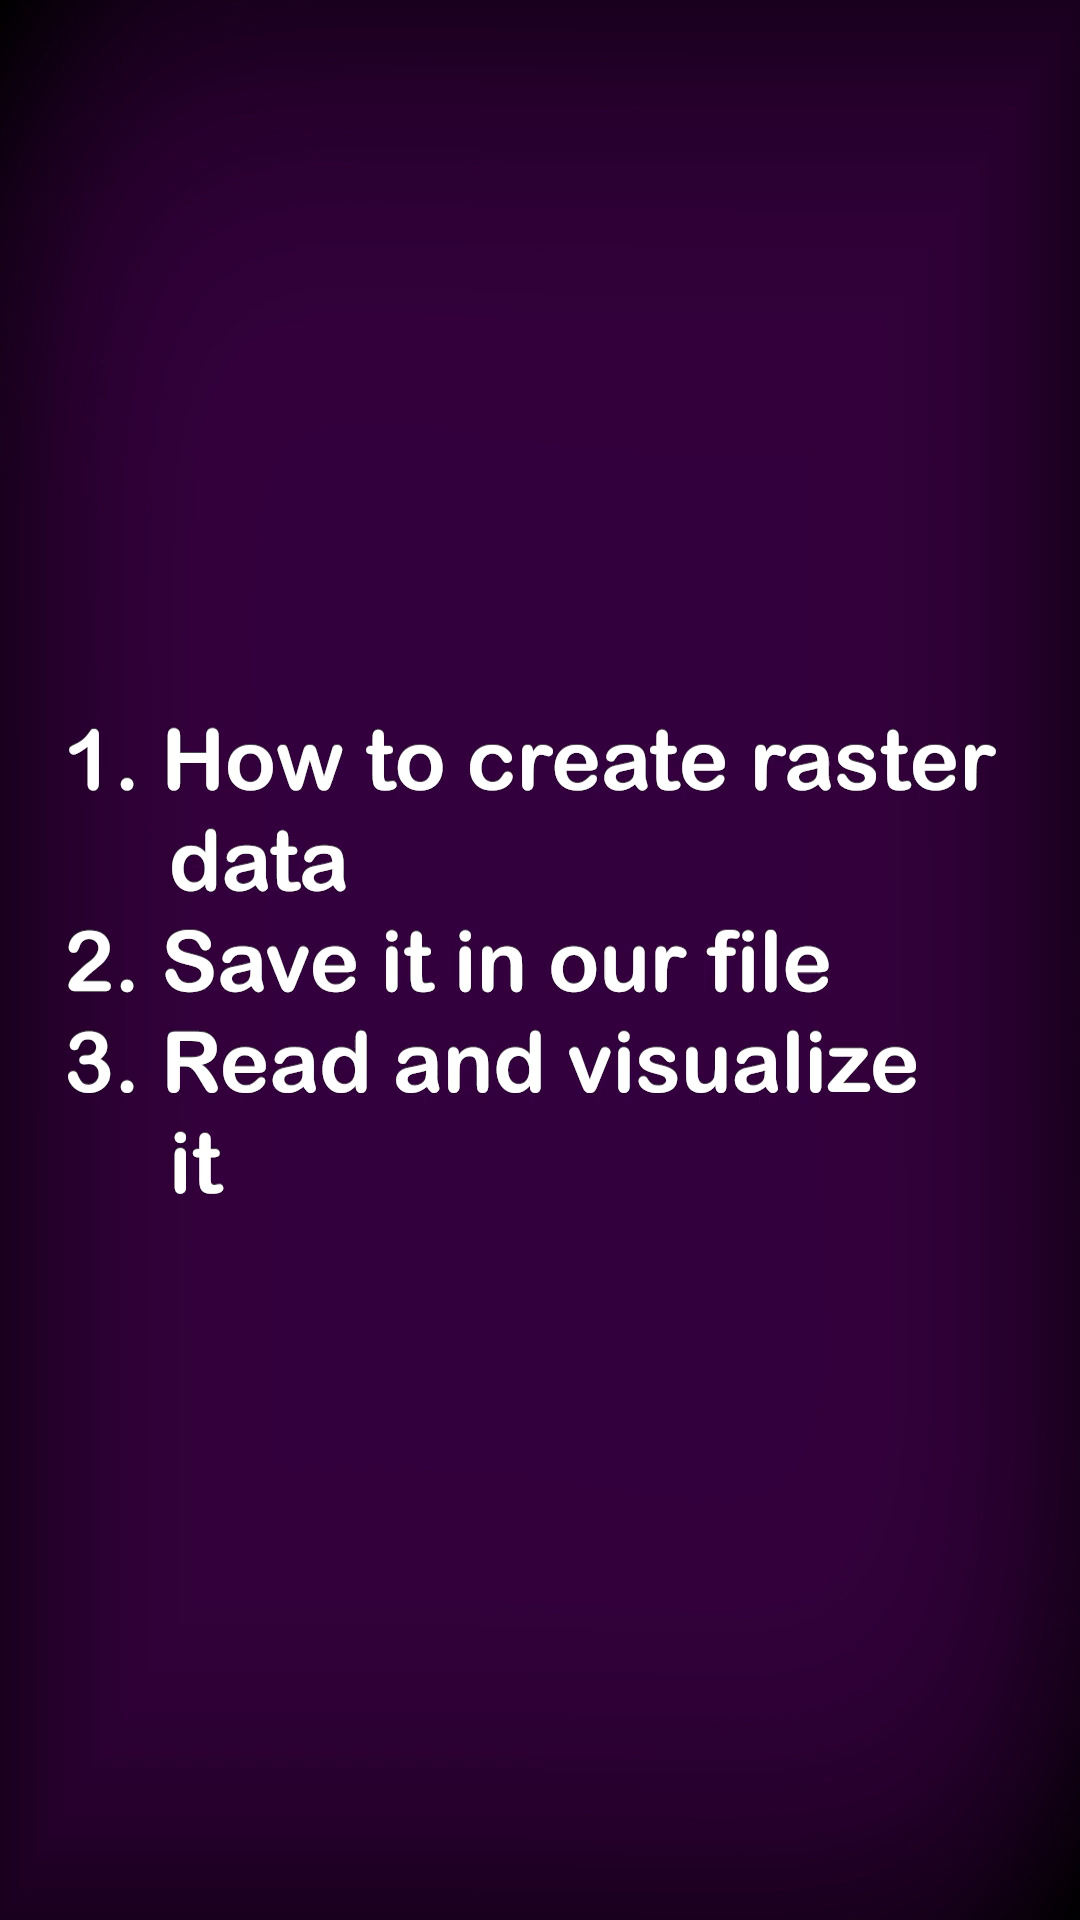 1. How to create raster
data
2. Save it in our file
3. Read and visualize
it